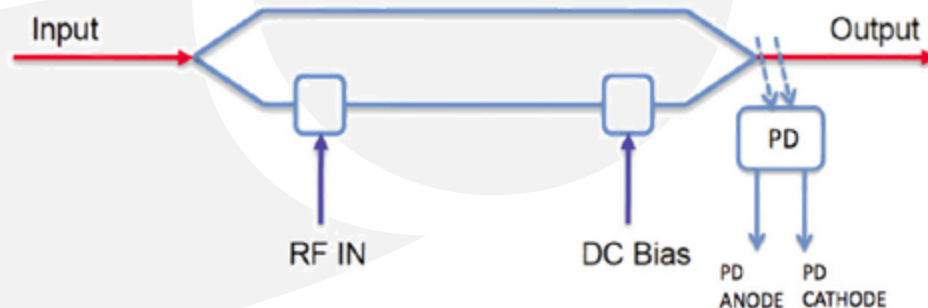 Input
Output
PD
RF IN
DC Bias
PD
ANODE
PD
CATHODE